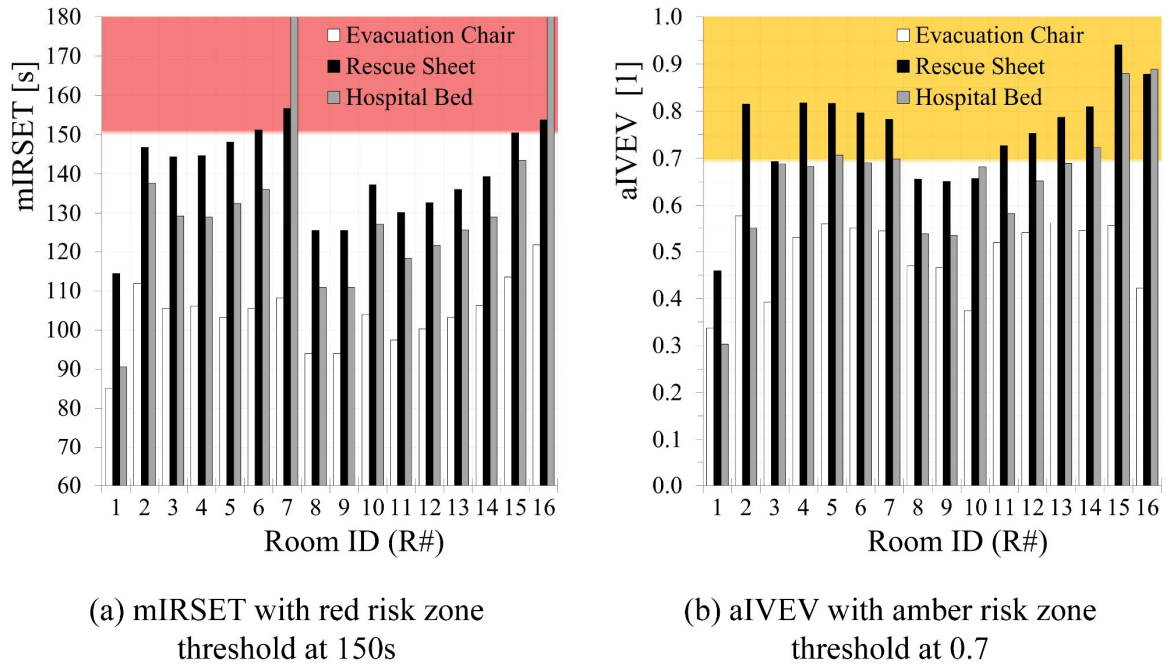 180
170
160
150
140
130
120
110
100
90
80
70
60
mIRSET [s]
Evacuation Chair
Rescue Sheet
Hospital Bed
1 2 3 4 5 6 7 8 9 10 11 12 13 14 15 16
Room ID (R#)
(a) mIRSET with red risk zone
threshold at 150s
1.0
0.9
0.8
0.7
0.6
0.5
0.4
0.3
0.2
0.1
0.0
aIVEV [1]
Evacuation Chair
Rescue Sheet
Hospital Bed
1 2 3 4 5 6 7 8 9 10 11 12 13 14 15 16
Room ID (R#)
(b) aIVEV with amber risk zone
threshold at 0.7